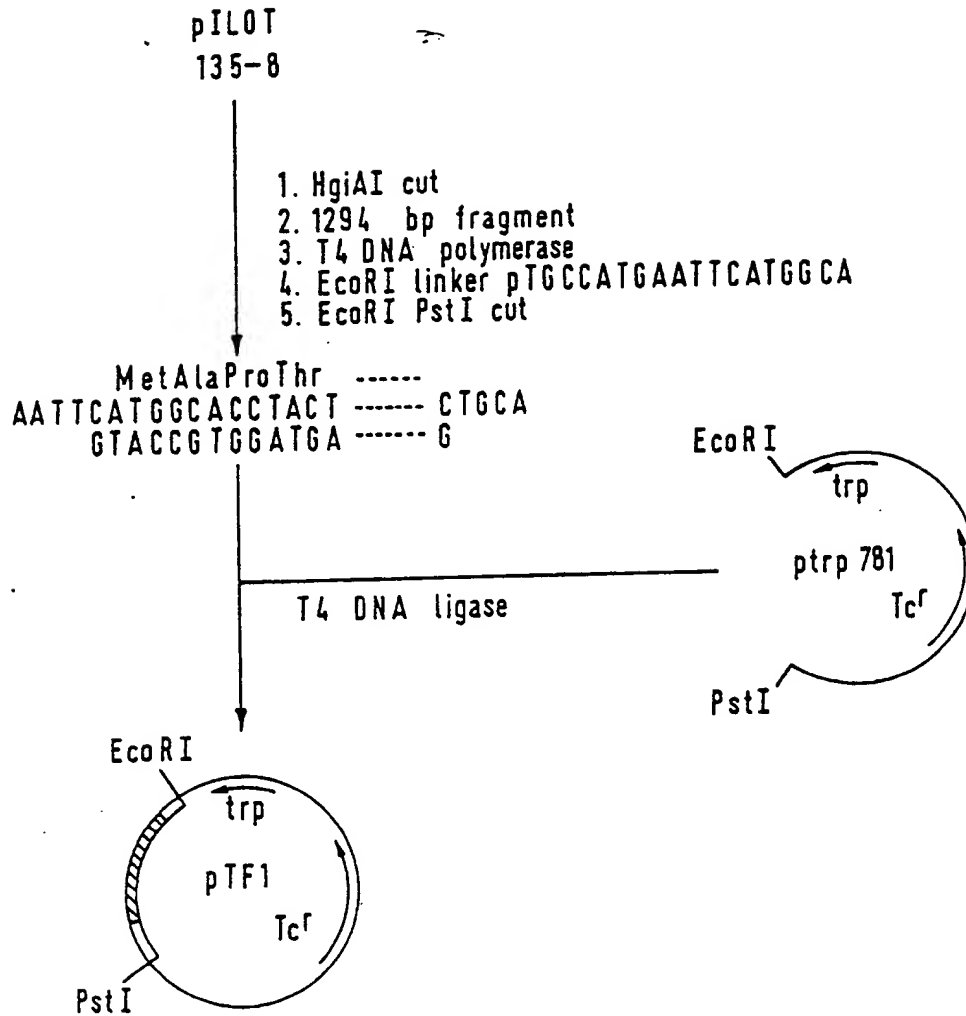 pILOT
135-8
1. HgiAI cut
2. 1294 bp fragment
3. T4 DNA polymerase
4. EcoRI linker pTGCCATGAATTCATGGCA
5. EcoRI PstI cut
MetAlaProThr ------
AATTCATGGCACCTACT ------- CTGCA
GTACCGTGGATGA ------- G
EcoRI
trp
ptrp 781
Tcr
PstI
T4 DNA ligase
EcoRI
trp
pTF1
Tcr
PstI